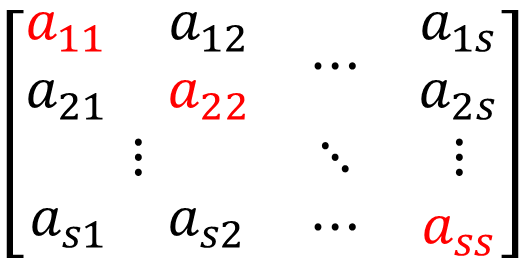 a₁₁ a₁₂ … a₁ₛ
a₂₁ a₂₂ a₂ₛ
⋮ ⋱ ⋮
aₛ₁ aₛ₂ … aₛₛ